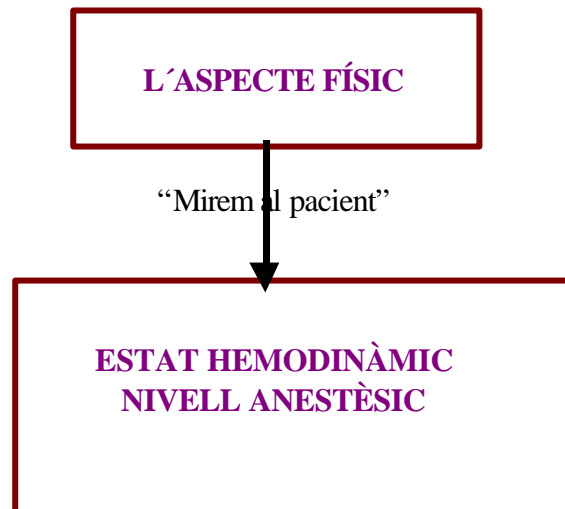 L´ASPECTE FÍSIC
“Mirem al pacient”
ESTAT HEMODINÀMIC
NIVELL ANESTÈSIC